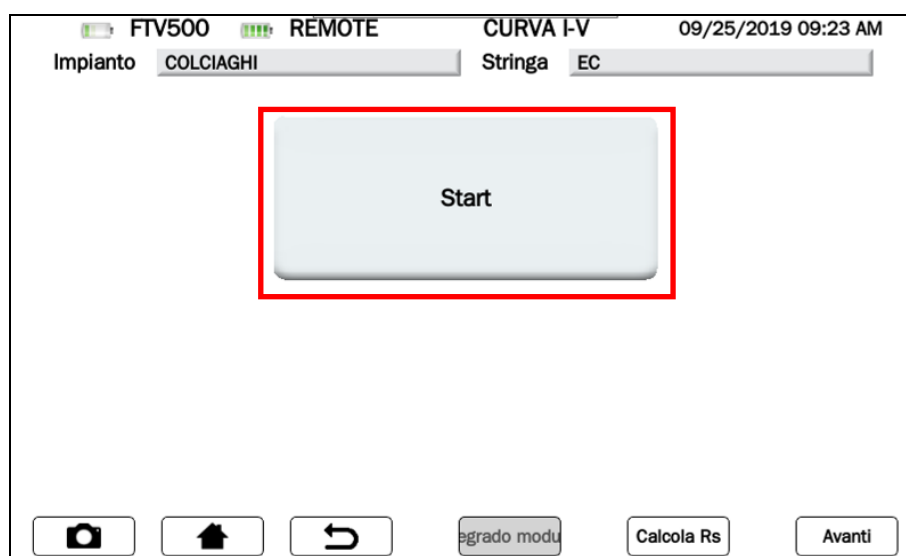 FTV500 REMOTE CURVA I-V 09/25/2019 09:23 AM
Impianto COLCIAGHI Stringa EC
Start
egrado modu Calcola Rs Avanti